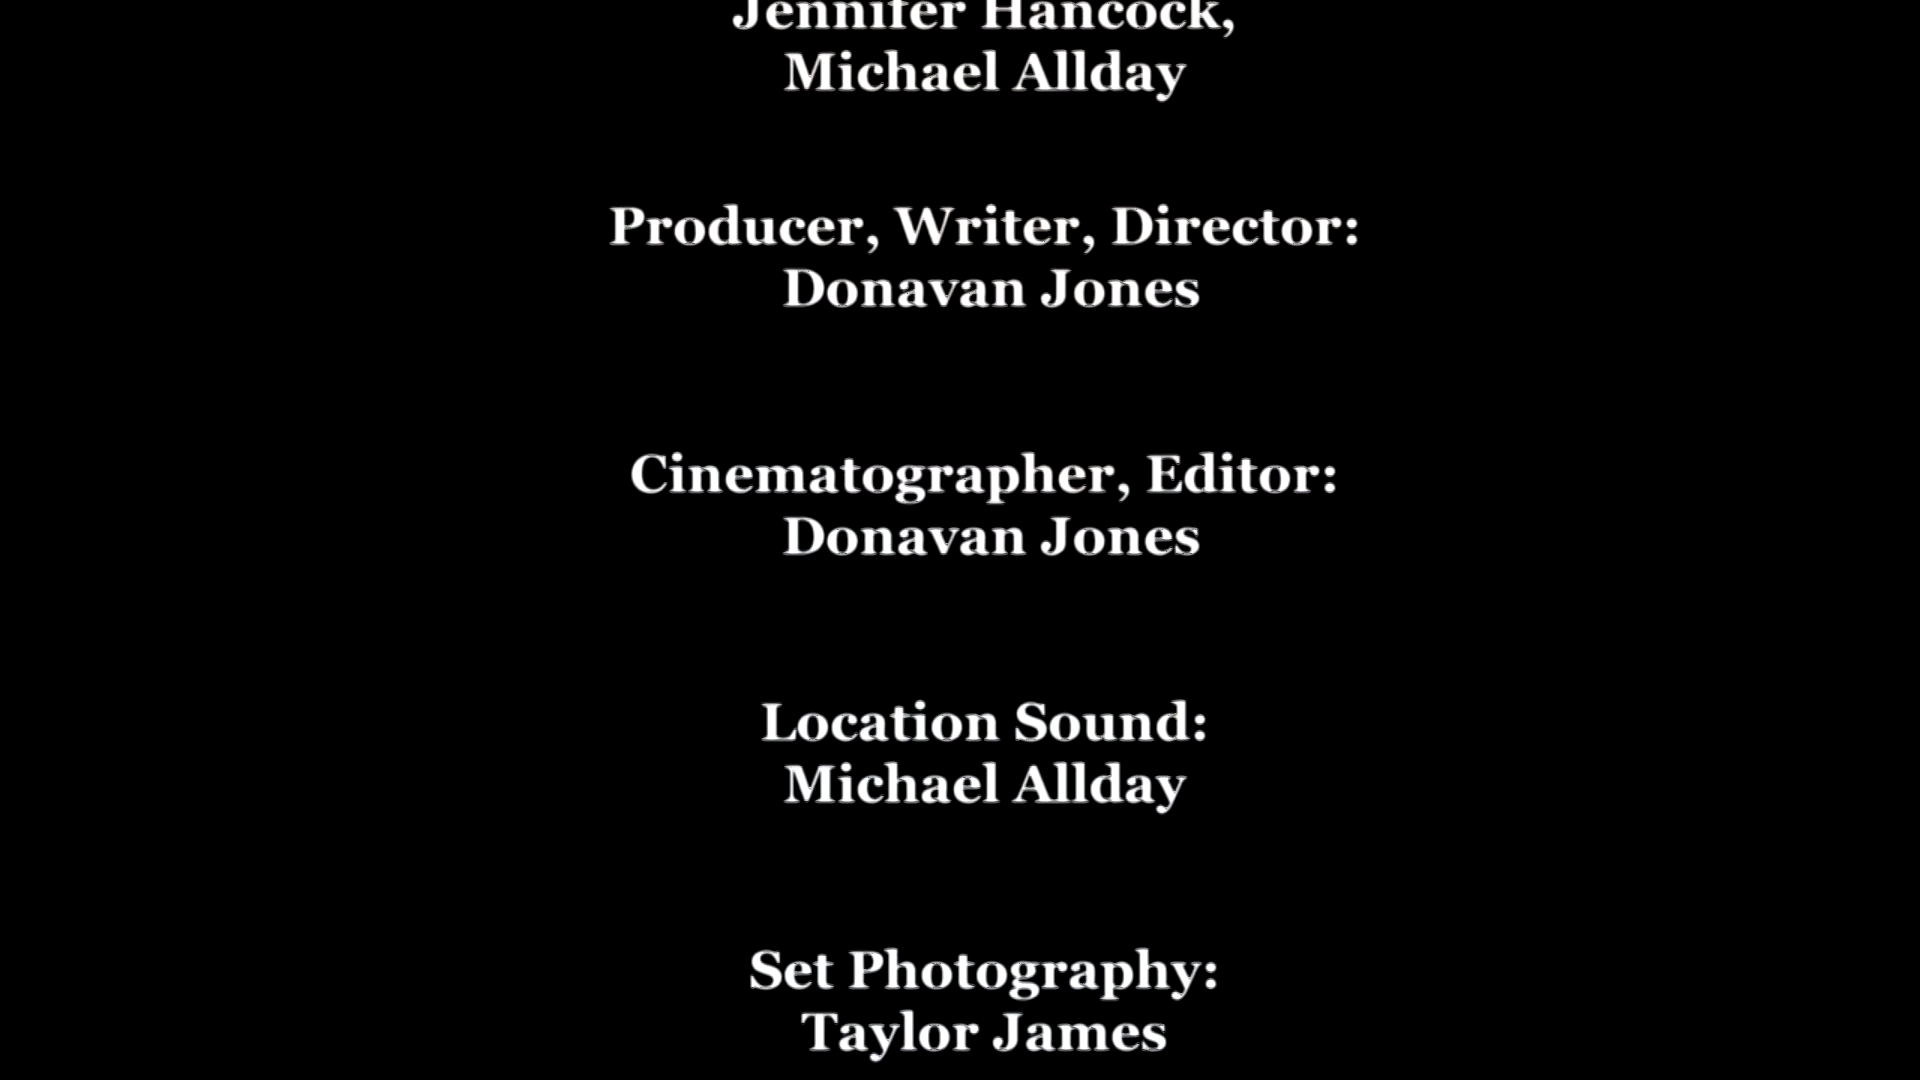 Jennifer Hancock,
Michael Allday
Producer, Writer, Director:
Donavan Jones
Cinematographer, Editor:
Donavan Jones
Location Sound:
Michael Allday
Set Photography:
Taylor James